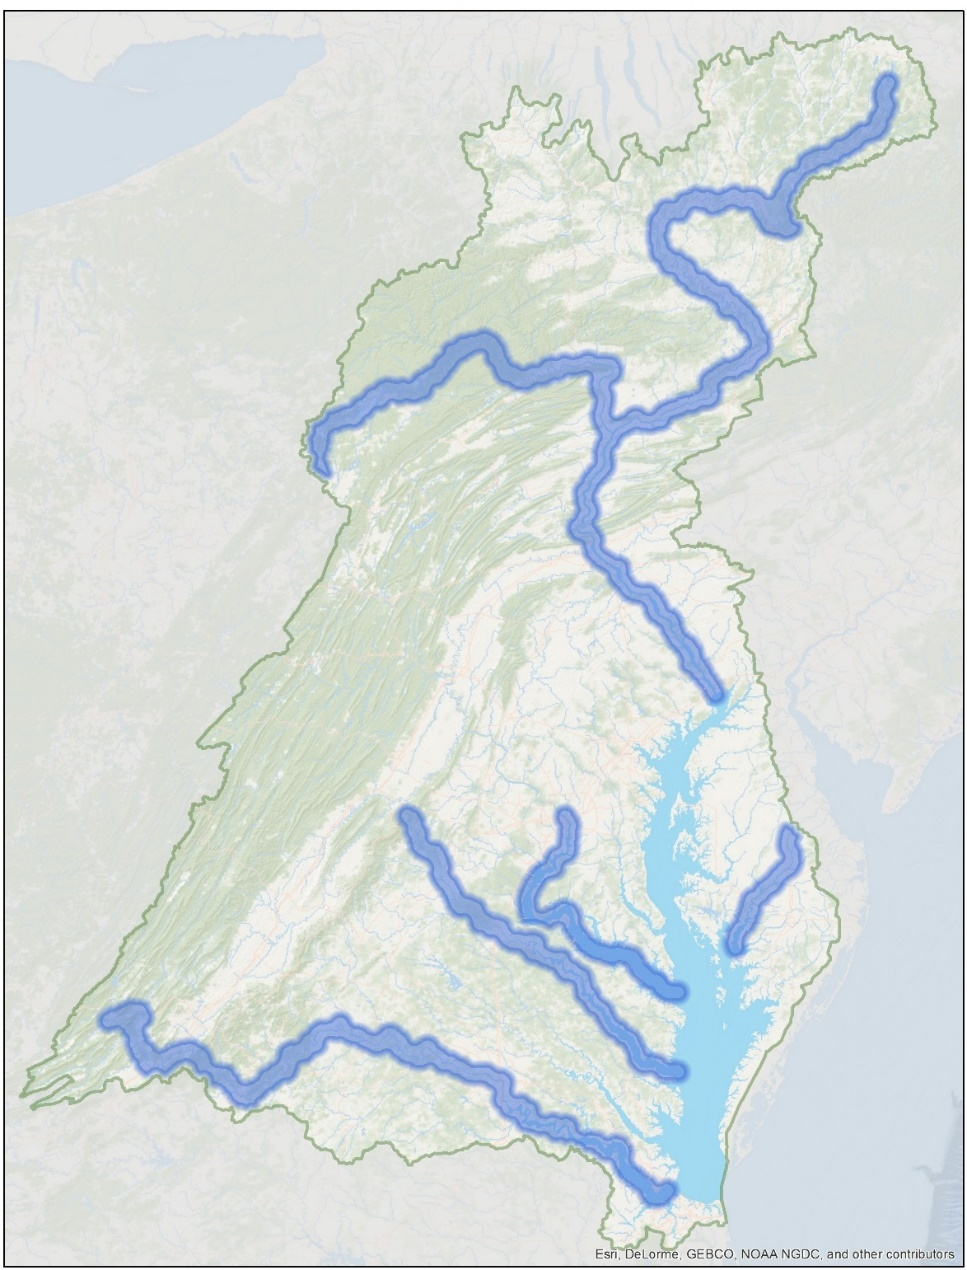 Esri, DeLorme, GEBCO, NOAA NGDC, and other contributors